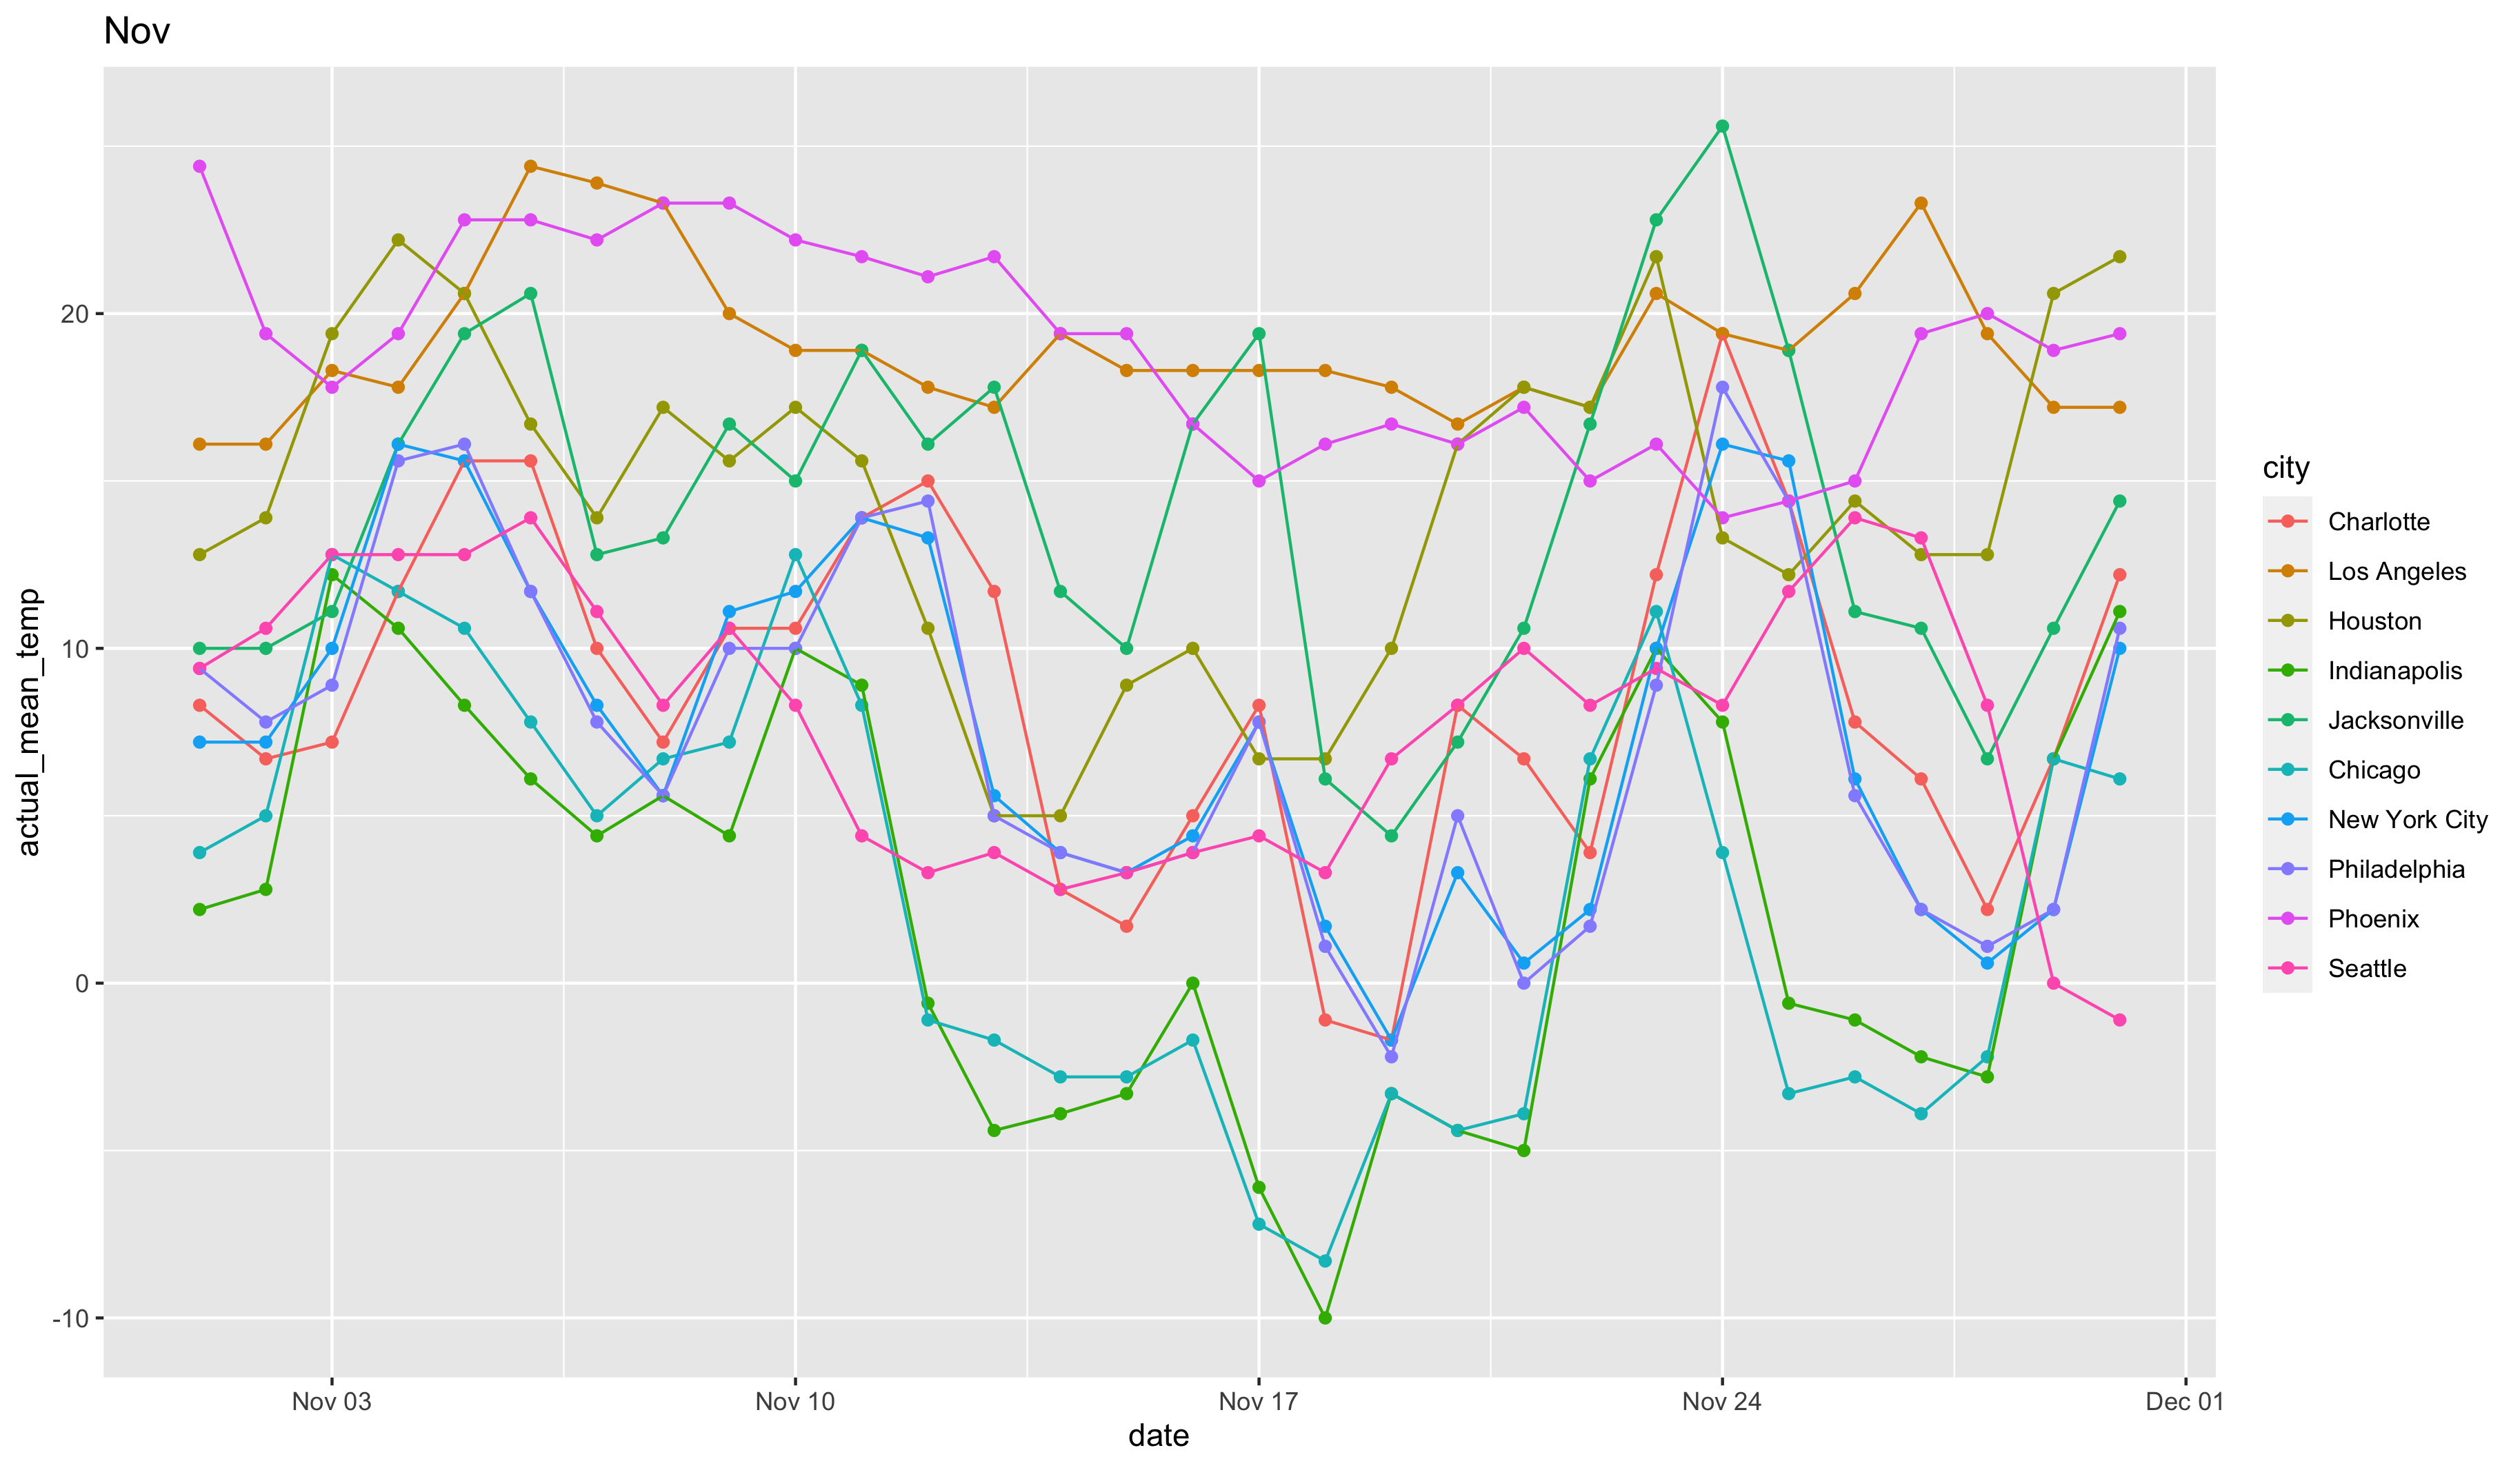 Nov
actual_mean_temp
20
10
0
-10
Nov 03
Nov 10
Nov 17
Nov 24
Dec 01
date
city
Charlotte
Los Angeles
Houston
Indianapolis
Jacksonville
Chicago
New York City
Philadelphia
Phoenix
Seattle